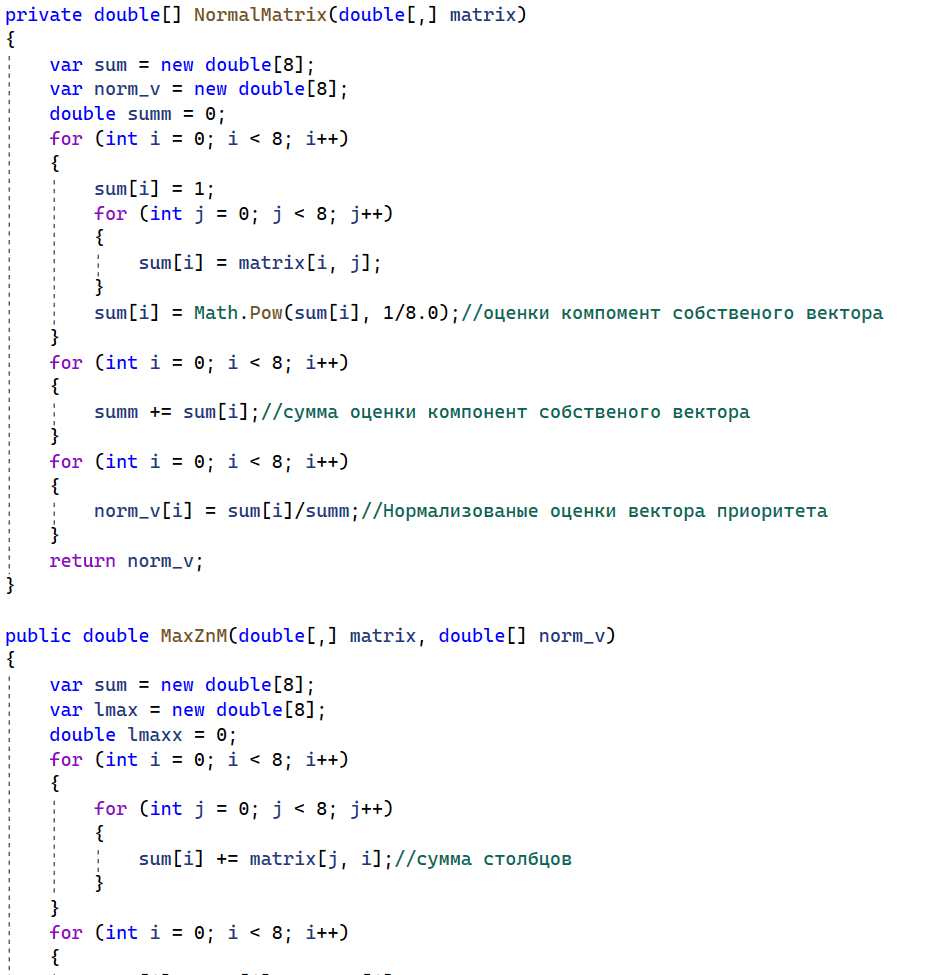 private double[] NormalMatrix(double[,] matrix)
{
var sum = new double[8];
var norm_v = new double[8];
double summ = 0;
for (int i = 0; i < 8; i++)
{
sum[i] = 1;
for (int j = 0; j < 8; j++)
{
sum[i] = matrix[i, j];
}
sum[i] = Math.Pow(sum[i], 1/8.0);//оценки компомент собственого вектора
}
for (int i = 0; i < 8; i++)
{
summ += sum[i];//сумма оценки компонент собственого вектора
}
for (int i = 0; i < 8; i++)
{
norm_v[i] = sum[i]/summ;//Нормализованые оценки вектора приоритета
}
return norm_v;
}
public double MaxZnM(double[,] matrix, double[] norm_v)
{
var sum = new double[8];
var lmax = new double[8];
double lmaxx = 0;
for (int i = 0; i < 8; i++)
{
for (int j = 0; j < 8; j++)
{
sum[i] += matrix[j, i];//сумма столбцов
}
}
for (int i = 0; i < 8; i++)
{